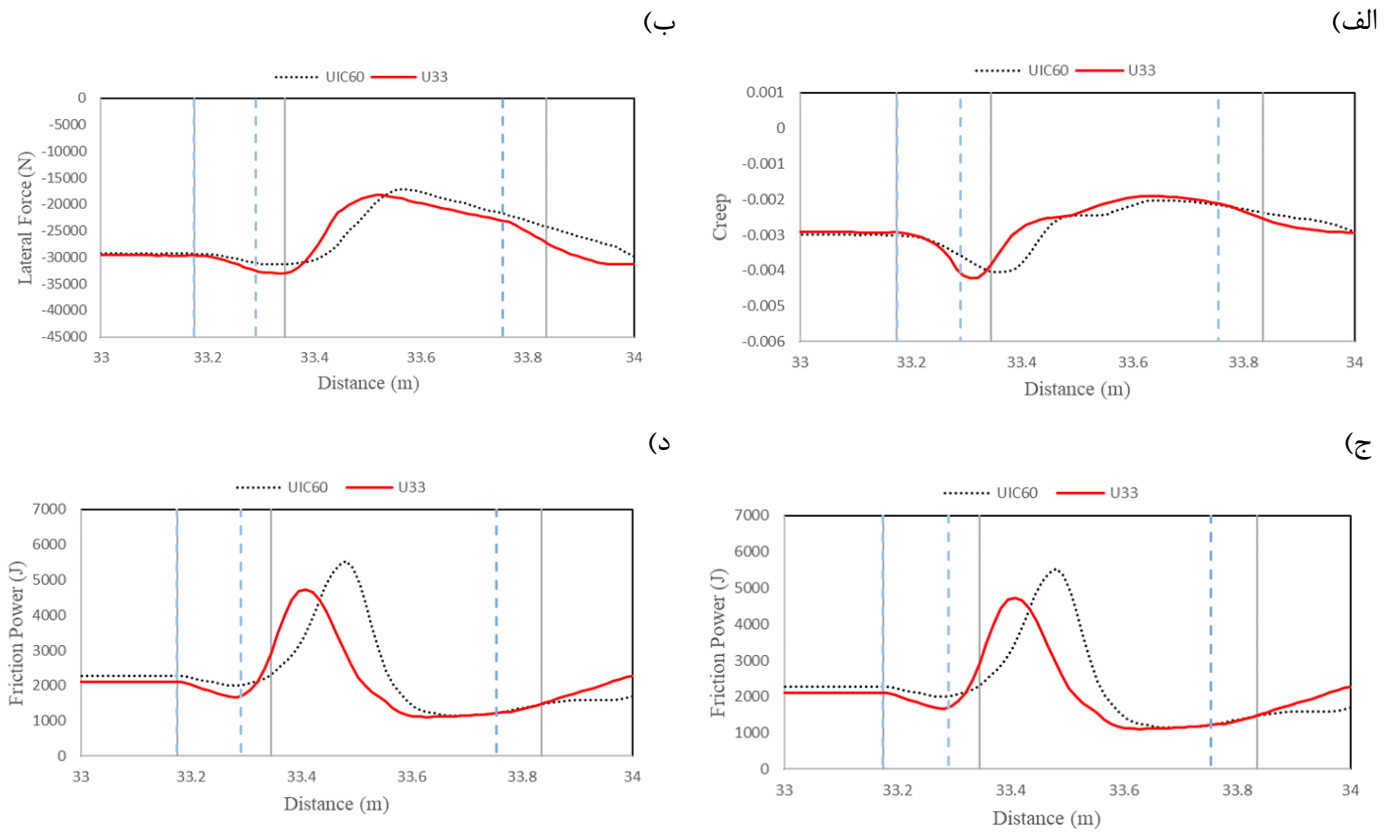 الف)
UIC60 U33
0.001
0
-0.001
-0.002
-0.003
-0.004
-0.005
-0.006
Creep
33 33.2 33.4 33.6 33.8 34
Distance (m)
ب)
UIC60 U33
0
-5000
-10000
-15000
-20000
-25000
-30000
-35000
-40000
-45000
Lateral Force (N)
33 33.2 33.4 33.6 33.8 34
Distance (m)
ج)
UIC60 U33
7000
6000
5000
4000
3000
2000
1000
0
Friction Power (J)
33 33.2 33.4 33.6 33.8 34
Distance (m)
د)
UIC60 U33
7000
6000
5000
4000
3000
2000
1000
0
Friction Power (J)
33 33.2 33.4 33.6 33.8 34
Distance (m)